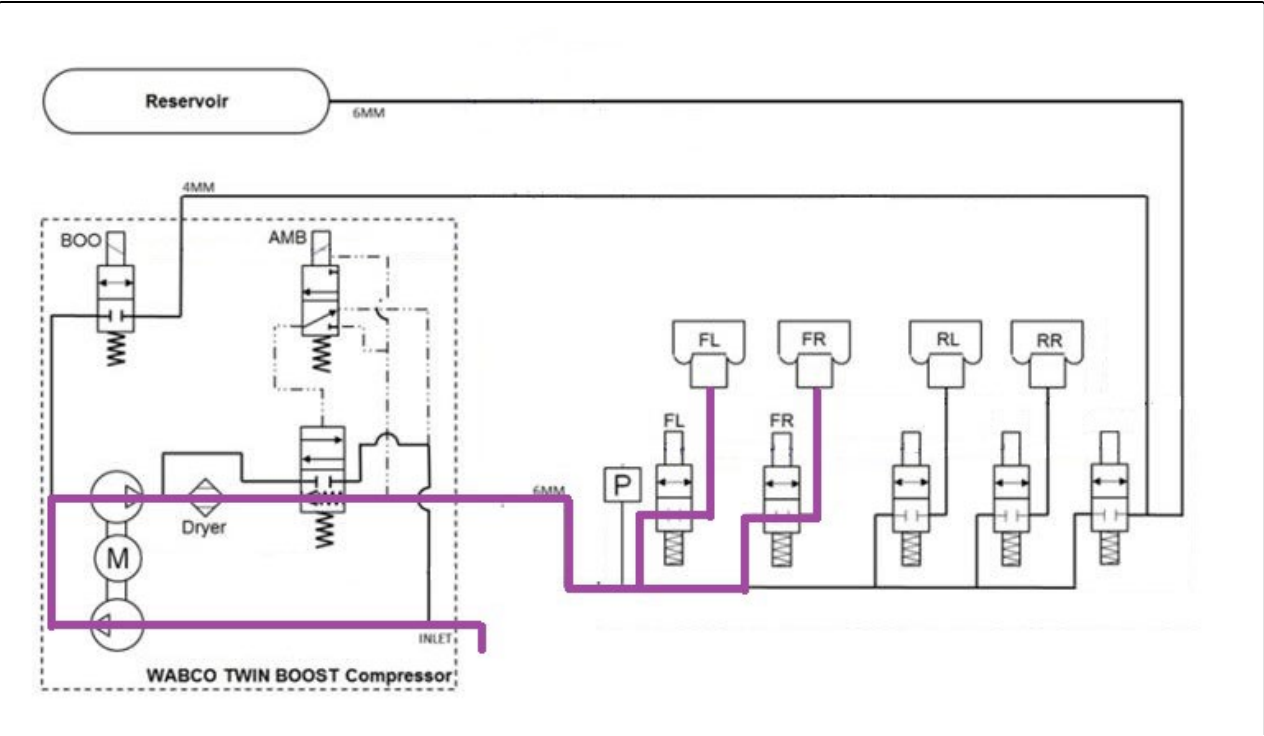 Reservoir
6MM
4MM
BOO
AMB
FL
FR
RL
RR
FL
FR
P
6MM
Dryer
M
INLET
WABCO TWIN BOOST Compressor